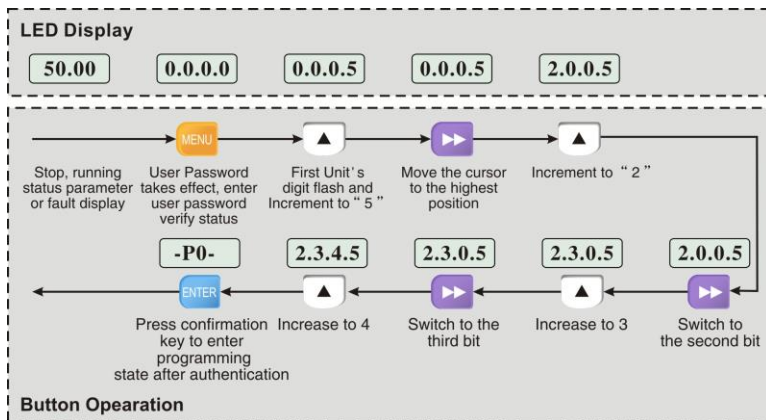 LED Display
50.00 0.0.0.0 0.0.0.5 0.0.0.5 2.0.0.5
MENU
Stop, running
status parameter
or fault display
User Password
takes effect, enter
user password
verify status
First Unit's
digit flash and
Increment to “ 5 ”
Move the cursor
to the highest
position
Increment to “ 2 ”
-P0- 2.3.4.5 2.3.0.5 2.3.0.5 2.0.0.5
ENTER
Press confirmation
key to enter
programming
state after authentication
Increase to 4
Switch to the
third bit
Increase to 3
Switch to
the second bit
Button Opearation